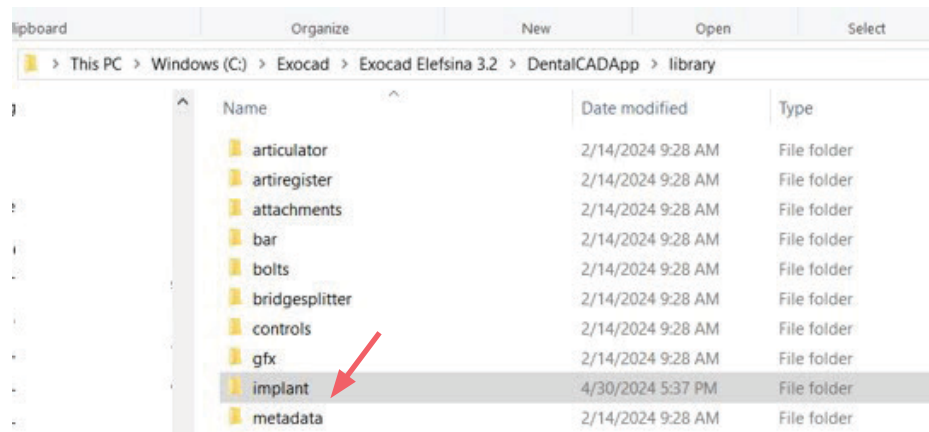 lipboard Organize New Open Select
> This PC > Windows (C:) > Exocad > Exocad Elefsina 3.2 > DentalCADApp > library
Name Date modified Type
articulator 2/14/2024 9:28 AM File folder
artiregister 2/14/2024 9:28 AM File folder
attachments 2/14/2024 9:28 AM File folder
bar 2/14/2024 9:28 AM File folder
bolts 2/14/2024 9:28 AM File folder
bridgesplitter 2/14/2024 9:28 AM File folder
controls 2/14/2024 9:28 AM File folder
gfx 2/14/2024 9:28 AM File folder
implant 4/30/2024 5:37 PM File folder
metadata 2/14/2024 9:28 AM File folder